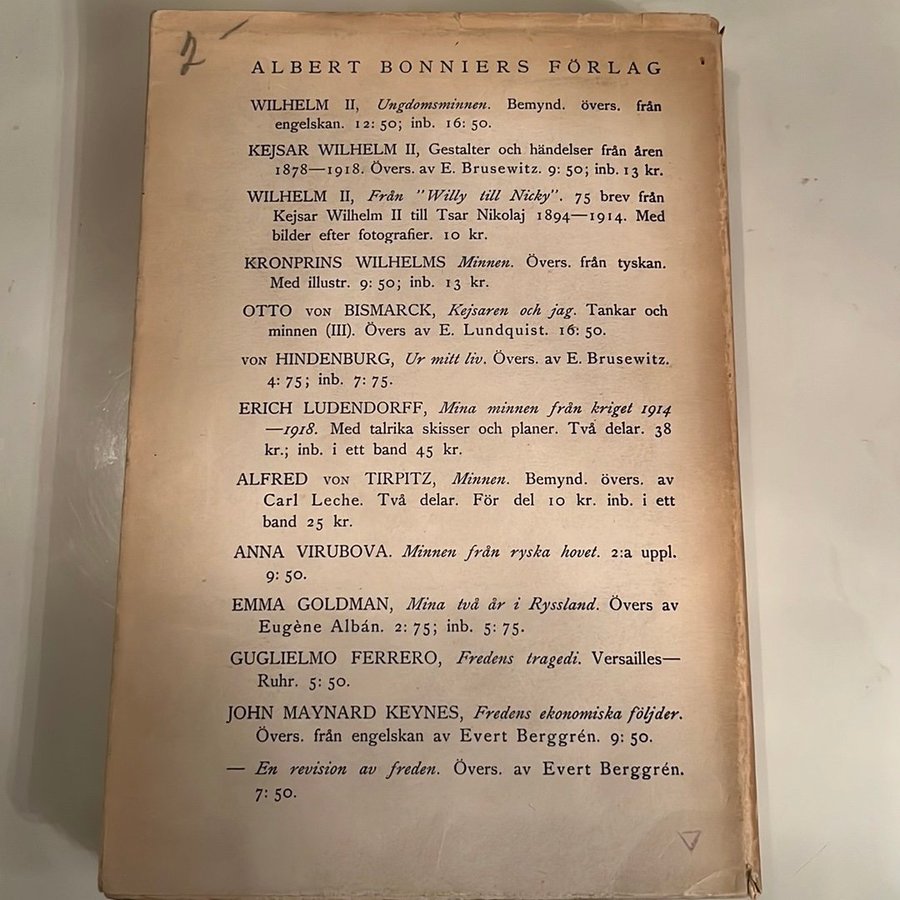 2
ALBERT BONNIERS FÖRLAG
WILHELM II, Ungdomsminnen. Bemynd. övers. från
engelskan. 12: 50; inb. 16: 50.
KEJSAR WILHELM II, Gestalter och händelser från åren
1878—1918. Övers. av E. Brusewitz. 9: 50; inb. 13 kr.
WILHELM II, Från "Willy till Nicky". 75 brev från
Kejsar Wilhelm II till Tsar Nikolaj 1894—1914. Med
bilder efter fotografier. 10 kr.
KRONPRINS WILHELMS Minnen. Övers. från tyskan.
Med illustr. 9: 50; inb. 13 kr.
OTTO VON BISMARCK, Kejsaren och jag. Tankar och
minnen (III). Övers av E. Lundquist. 16: 50.
VON HINDENBURG, Ur mitt liv. Övers. av E. Brusewitz.
4: 75; inb. 7: 75.
ERICH LUDENDORFF, Mina minnen från kriget 1914
—1918. Med talrika skisser och planer. Två delar. 38
kr.; inb. i ett band 45 kr.
ALFRED VON TIRPITZ, Minnen. Bemynd. övers. av
Carl Leche. Två delar. För del 10 kr. inb. i ett
band 25 kr.
ANNA VIRUBOVA. Minnen från ryska hovet. 2:a uppl.
9: 50.
EMMA GOLDMAN, Mina två år i Ryssland. Övers av
Eugène Albán. 2: 75; inb. 5: 75.
GUGLIELMO FERRERO, Fredens tragedi. Versailles—
Ruhr. 5: 50.
JOHN MAYNARD KEYNES, Fredens ekonomiska följder.
Övers. från engelskan av Evert Berggrén. 9: 50.
— En revision av freden. Övers. av Evert Berggrén.
7: 50.